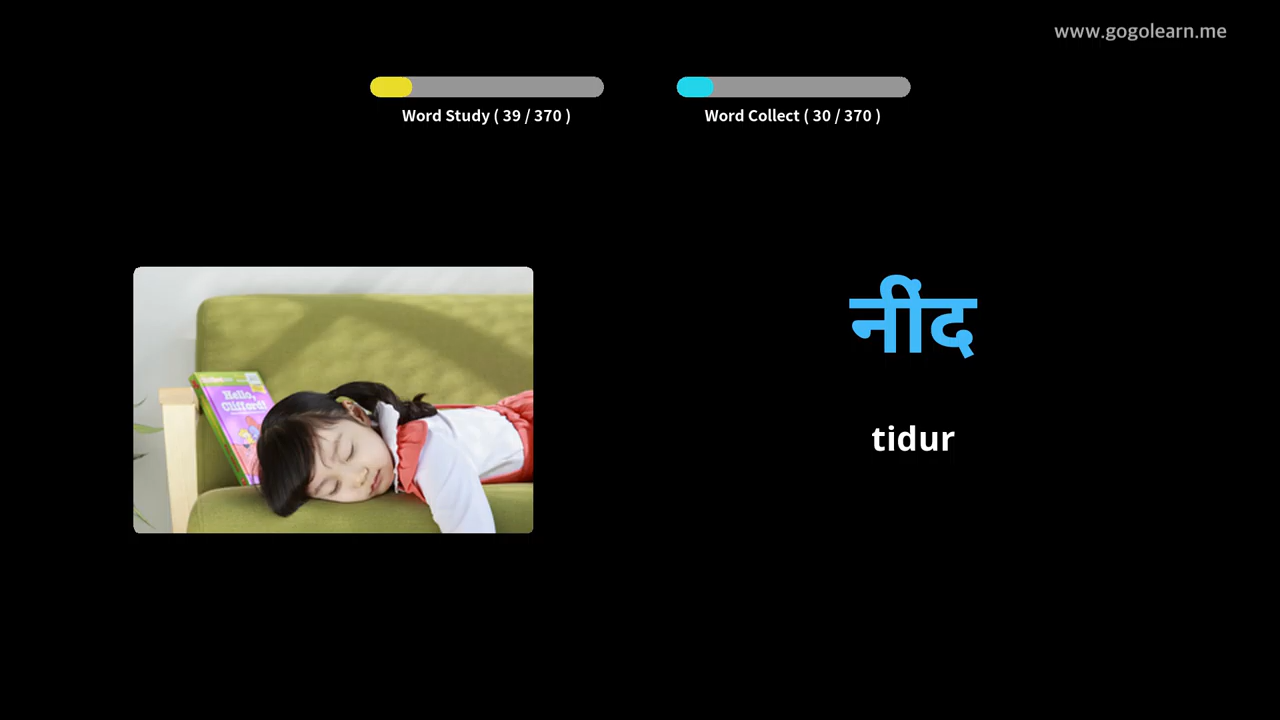 www.gogolearn.me
Word Study ( 39 / 370 )
Word Collect ( 30 / 370 )
Hello,
Clifford!
नींद
tidur